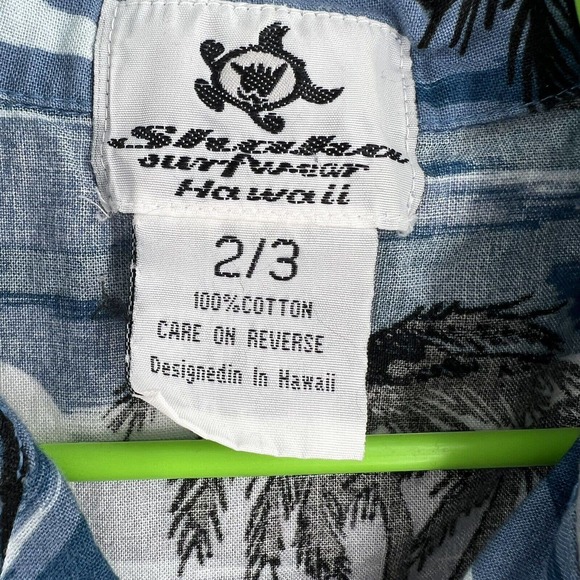 Shaka
surfwear
Hawaii
2/3
100%COTTON
CARE ON REVERSE
Designedin In Hawaii